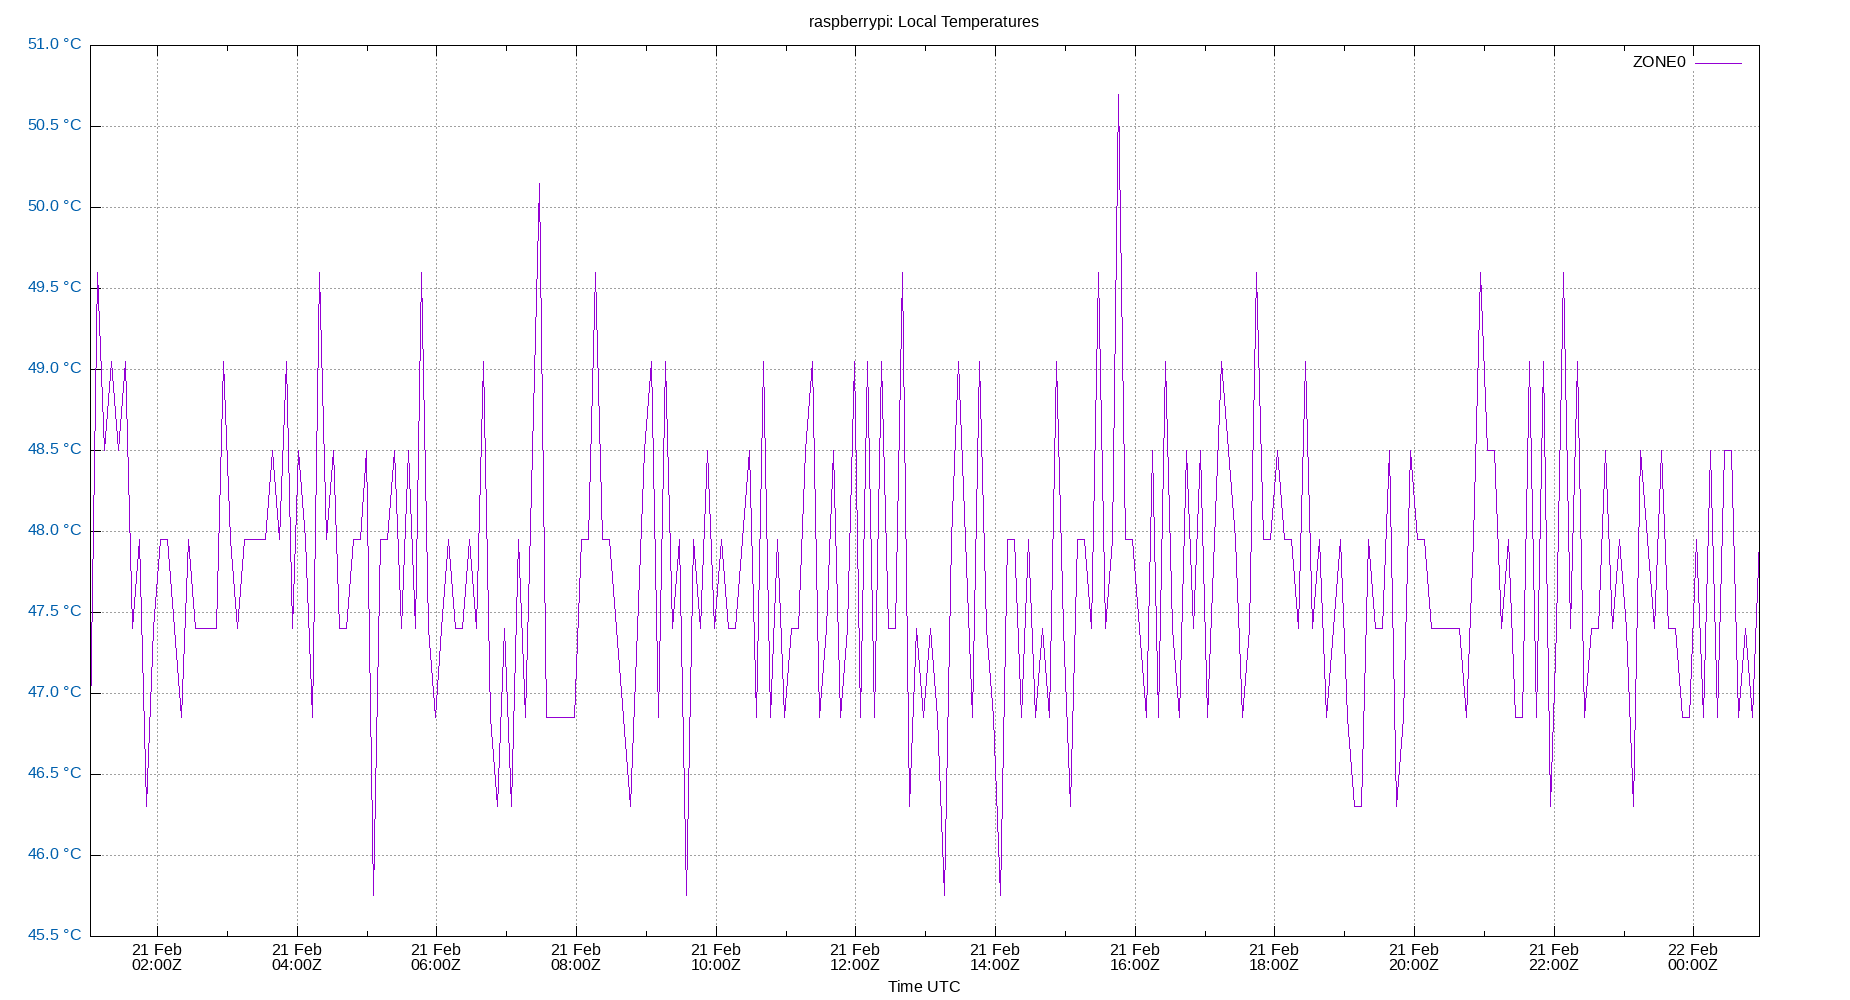 raspberrypi: Local Temperatures
51.0 °C
ZONE0
50.5 °C
50.0 °C
49.5 °C
49.0 °C
48.5 °C
48.0 °C
47.5 °C
47.0 °C
46.5 °C
46.0 °C
45.5 °C
21 Feb 21 Feb 21 Feb 21 Feb 21 Feb 21 Feb 21 Feb 21 Feb 21 Feb 21 Feb 21 Feb 22 Feb
02:00Z 04:00Z 06:00Z 08:00Z 10:00Z 12:00Z 14:00Z 16:00Z 18:00Z 20:00Z 22:00Z 00:00Z
Time UTC